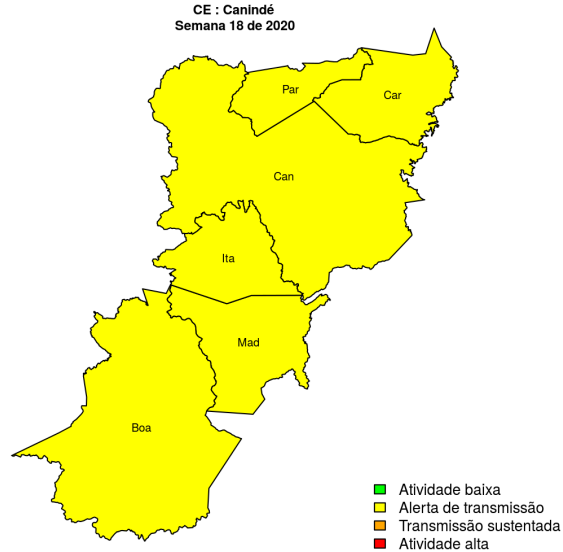 CE : Canindé
Semana 18 de 2020
Par
Car
Can
Ita
Mad
Boa
Atividade baixa
Alerta de transmissão
Transmissão sustentada
Atividade alta